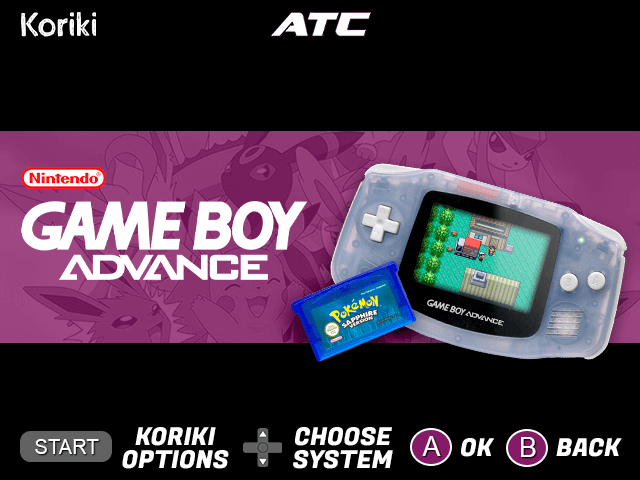 Koriki
ATC
Nintendo
GAME BOY
ADVANCE
POKéMON
SAPPHIRE
VERSION
GAME BOY ADVANCE
START
KORIKI
OPTIONS
CHOOSE
SYSTEM
A
OK
B
BACK